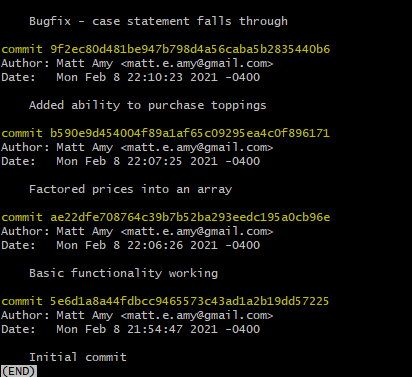 Bugfix - case statement falls through
commit 9f2ec80d481be947b798d4a56caba5b2835440b6
Author: Matt Amy <matt.e.amy@gmail.com>
Date:   Mon Feb 8 22:10:23 2021 -0400
Added ability to purchase toppings
commit b590e9d454004f89a1af65c09295ea4c0f896171
Author: Matt Amy <matt.e.amy@gmail.com>
Date:   Mon Feb 8 22:07:25 2021 -0400
Factored prices into an array
commit ae22dfe708764c39b7b52ba293eedc195a0cb96e
Author: Matt Amy <matt.e.amy@gmail.com>
Date:   Mon Feb 8 22:06:26 2021 -0400
Basic functionality working
commit 5e6d1a8a44fdbcc9465573c43ad1a2b19dd57225
Author: Matt Amy <matt.e.amy@gmail.com>
Date:   Mon Feb 8 21:54:47 2021 -0400
Initial commit
(END)